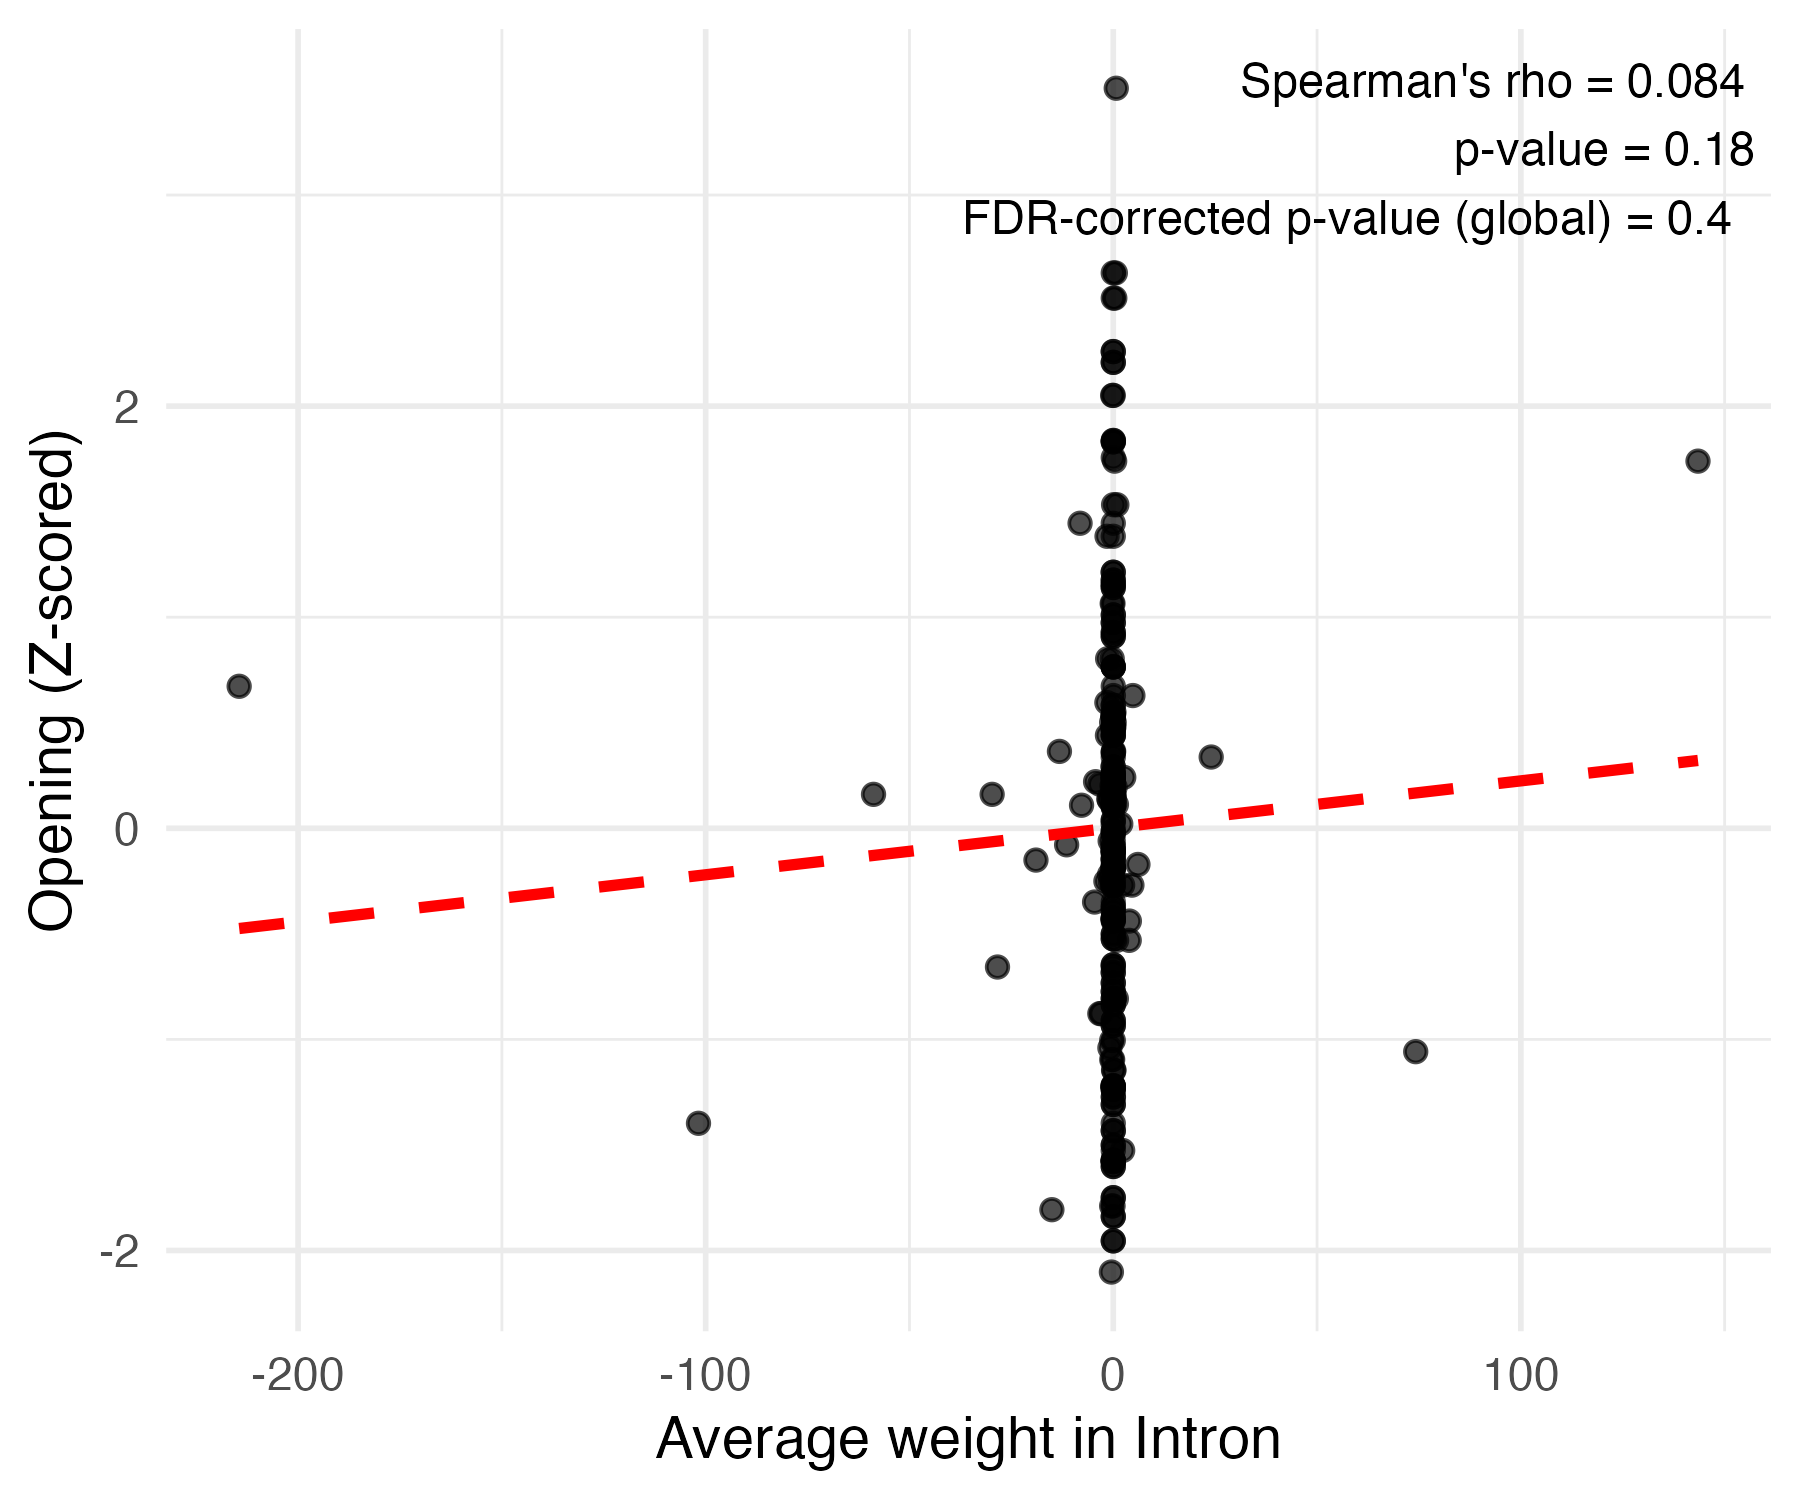 Spearman's rho = 0.084
p-value = 0.18
FDR-corrected p-value (global) = 0.4
Opening (Z-scored)
2
0
-2
-200
-100
0
100
Average weight in Intron